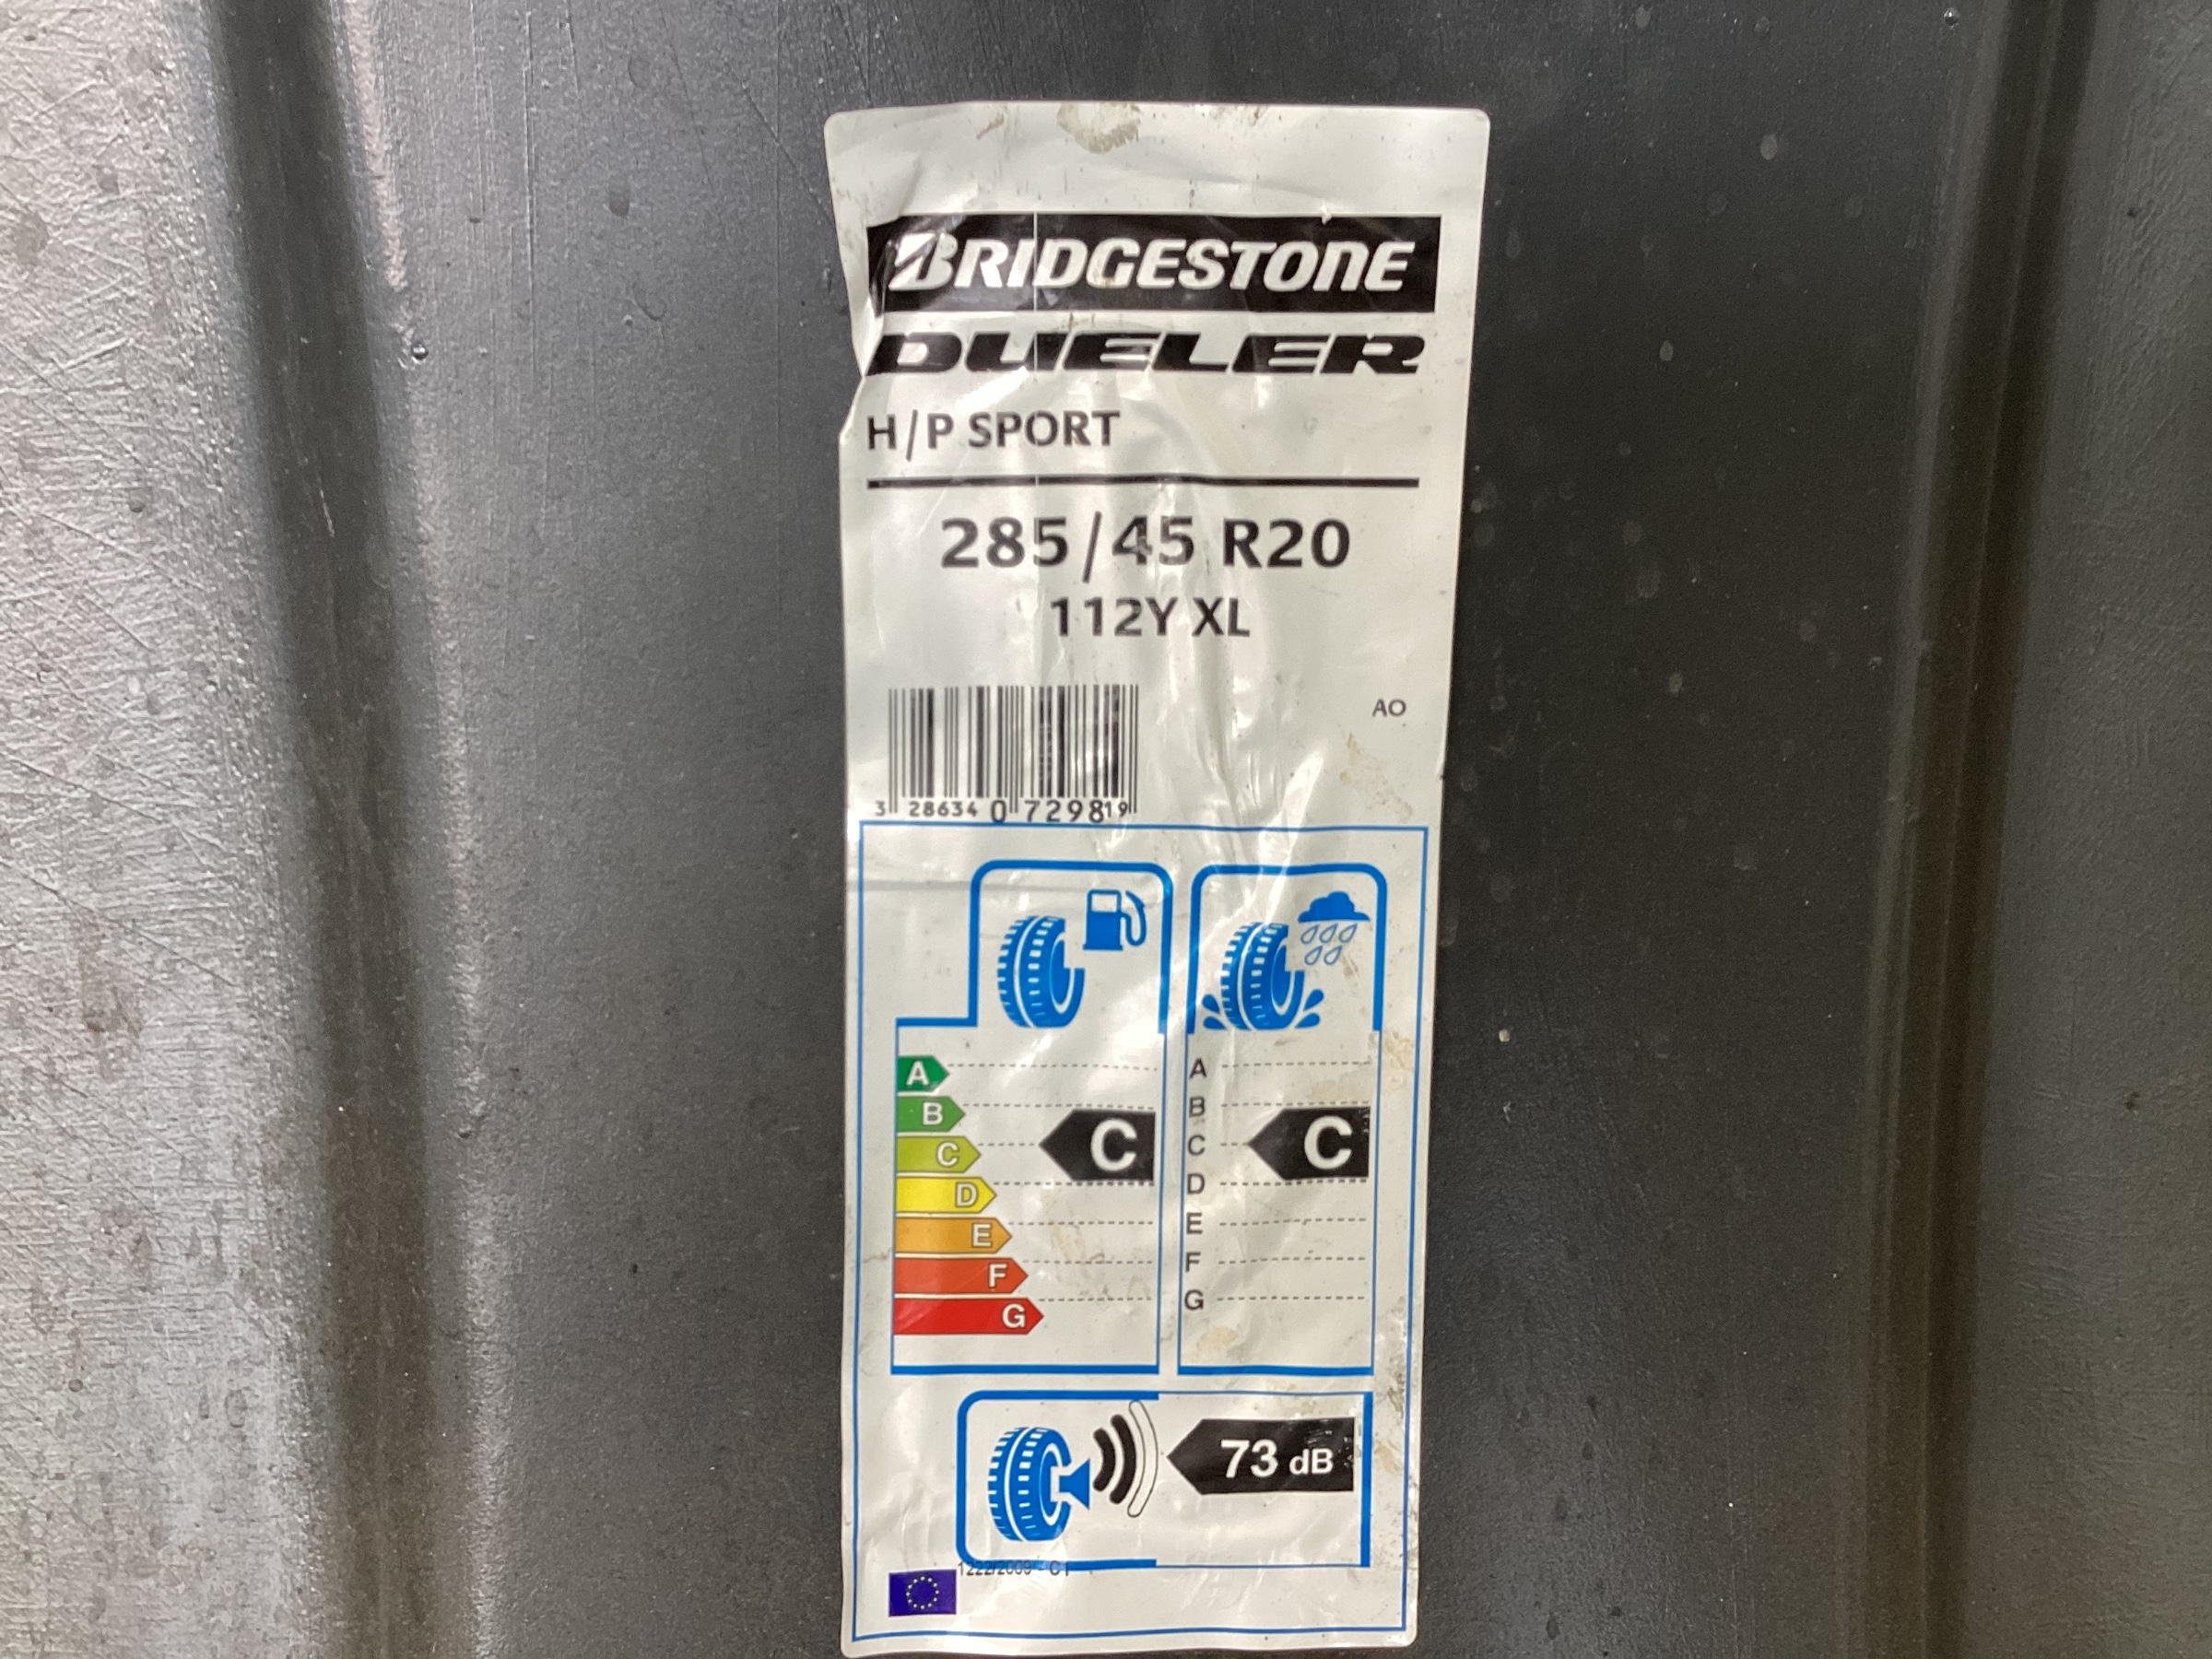 BRIDGESTONE
DUELER
H/P SPORT
285/45 R20
112Y XL
AO
3 286340 729819
A
B
C
D
E
F
G
C
A
B
C
D
E
F
G
C
73 dB
1222/2009 - C1